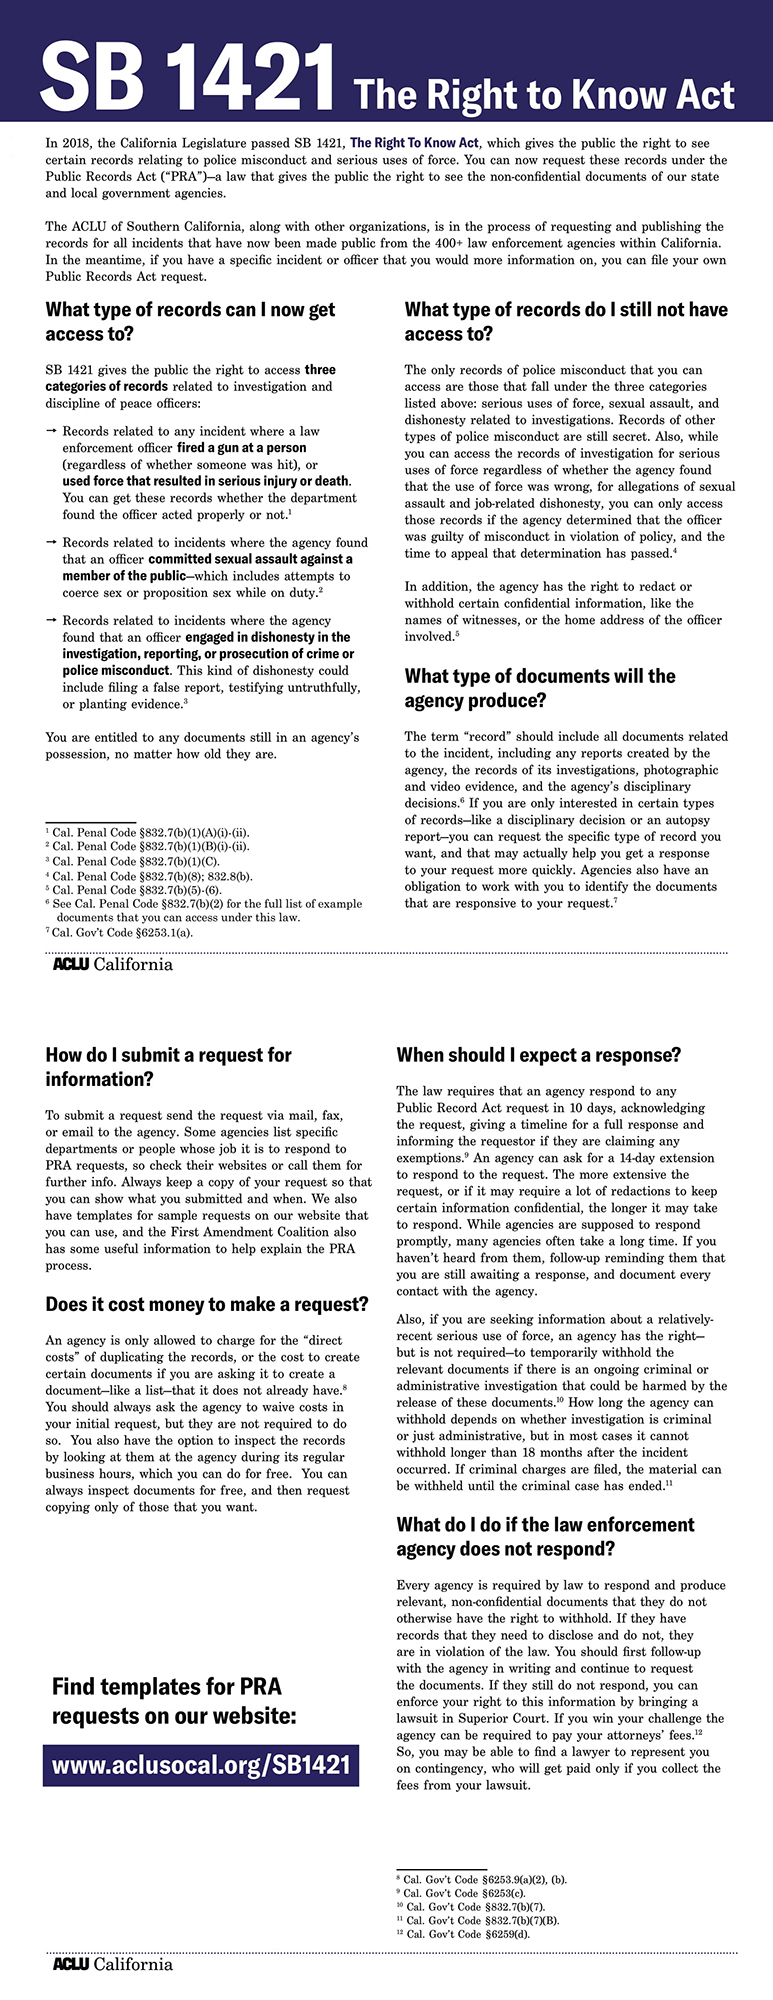 SB 1421 The Right to Know Act
In 2018, the California Legislature passed SB 1421, The Right To Know Act, which gives the public the right to see
certain records relating to police misconduct and serious uses of force. You can now request these records under the
Public Records Act (“PRA”)—a law that gives the public the right to see the non-confidential documents of our state
and local government agencies.
The ACLU of Southern California, along with other organizations, is in the process of requesting and publishing the
records for all incidents that have now been made public from the 400+ law enforcement agencies within California.
In the meantime, if you have a specific incident or officer that you would more information on, you can file your own
Public Records Act request.
What type of records can I now get
access to?
SB 1421 gives the public the right to access three
categories of records related to investigation and
discipline of peace officers:
→ Records related to any incident where a law
enforcement officer fired a gun at a person
(regardless of whether someone was hit), or
used force that resulted in serious injury or death.
You can get these records whether the department
found the officer acted properly or not.¹
→ Records related to incidents where the agency found
that an officer committed sexual assault against a
member of the public—which includes attempts to
coerce sex or proposition sex while on duty.²
→ Records related to incidents where the agency
found that an officer engaged in dishonesty in the
investigation, reporting, or prosecution of crime or
police misconduct. This kind of dishonesty could
include filing a false report, testifying untruthfully,
or planting evidence.³
You are entitled to any documents still in an agency’s
possession, no matter how old they are.
¹ Cal. Penal Code §832.7(b)(1)(A)(i)-(ii).
² Cal. Penal Code §832.7(b)(1)(B)(i)-(ii).
³ Cal. Penal Code §832.7(b)(1)(C).
⁴ Cal. Penal Code §832.7(b)(8); 832.8(b).
⁵ Cal. Penal Code §832.7(b)(5)-(6).
⁶ See Cal. Penal Code §832.7(b)(2) for the full list of example
documents that you can access under this law.
⁷ Cal. Gov’t Code §6253.1(a).
What type of records do I still not have
access to?
The only records of police misconduct that you can
access are those that fall under the three categories
listed above: serious uses of force, sexual assault, and
dishonesty related to investigations. Records of other
types of police misconduct are still secret. Also, while
you can access the records of investigation for serious
uses of force regardless of whether the agency found
that the use of force was wrong, for allegations of sexual
assault and job-related dishonesty, you can only access
those records if the agency determined that the officer
was guilty of misconduct in violation of policy, and the
time to appeal that determination has passed.⁴
In addition, the agency has the right to redact or
withhold certain confidential information, like the
names of witnesses, or the home address of the officer
involved.⁵
What type of documents will the
agency produce?
The term “record” should include all documents related
to the incident, including any reports created by the
agency, the records of its investigations, photographic
and video evidence, and the agency’s disciplinary
decisions.⁶ If you are only interested in certain types
of records—like a disciplinary decision or an autopsy
report—you can request the specific type of record you
want, and that may actually help you get a response
to your request more quickly. Agencies also have an
obligation to work with you to identify the documents
that are responsive to your request.⁷
ACLU California
How do I submit a request for
information?
To submit a request send the request via mail, fax,
or email to the agency. Some agencies list specific
departments or people whose job it is to respond to
PRA requests, so check their websites or call them for
further info. Always keep a copy of your request so that
you can show what you submitted and when. We also
have templates for sample requests on our website that
you can use, and the First Amendment Coalition also
has some useful information to help explain the PRA
process.
Does it cost money to make a request?
An agency is only allowed to charge for the “direct
costs” of duplicating the records, or the cost to create
certain documents if you are asking it to create a
document—like a list—that it does not already have.⁸
You should always ask the agency to waive costs in
your initial request, but they are not required to do
so. You also have the option to inspect the records
by looking at them at the agency during its regular
business hours, which you can do for free. You can
always inspect documents for free, and then request
copying only of those that you want.
Find templates for PRA
requests on our website:
www.aclusocal.org/SB1421
When should I expect a response?
The law requires that an agency respond to any
Public Record Act request in 10 days, acknowledging
the request, giving a timeline for a full response and
informing the requestor if they are claiming any
exemptions.⁹ An agency can ask for a 14-day extension
to respond to the request. The more extensive the
request, or if it may require a lot of redactions to keep
certain information confidential, the longer it may take
to respond. While agencies are supposed to respond
promptly, many agencies often take a long time. If you
haven’t heard from them, follow-up reminding them that
you are still awaiting a response, and document every
contact with the agency.
Also, if you are seeking information about a relatively-
recent serious use of force, an agency has the right—
but is not required—to temporarily withhold the
relevant documents if there is an ongoing criminal or
administrative investigation that could be harmed by the
release of these documents.¹⁰ How long the agency can
withhold depends on whether investigation is criminal
or just administrative, but in most cases it cannot
withhold longer than 18 months after the incident
occurred. If criminal charges are filed, the material can
be withheld until the criminal case has ended.¹¹
What do I do if the law enforcement
agency does not respond?
Every agency is required by law to respond and produce
relevant, non-confidential documents that they do not
otherwise have the right to withhold. If they have
records that they need to disclose and do not, they
are in violation of the law. You should first follow-up
with the agency in writing and continue to request
the documents. If they still do not respond, you can
enforce your right to this information by bringing a
lawsuit in Superior Court. If you win your challenge the
agency can be required to pay your attorneys’ fees.¹²
So, you may be able to find a lawyer to represent you
on contingency, who will get paid only if you collect the
fees from your lawsuit.
⁸ Cal. Gov’t Code §6253.9(a)(2), (b).
⁹ Cal. Gov’t Code §6253(c).
¹⁰ Cal. Gov’t Code §832.7(b)(7).
¹¹ Cal. Gov’t Code §832.7(b)(7)(B).
¹² Cal. Gov’t Code §6259(d).
ACLU California